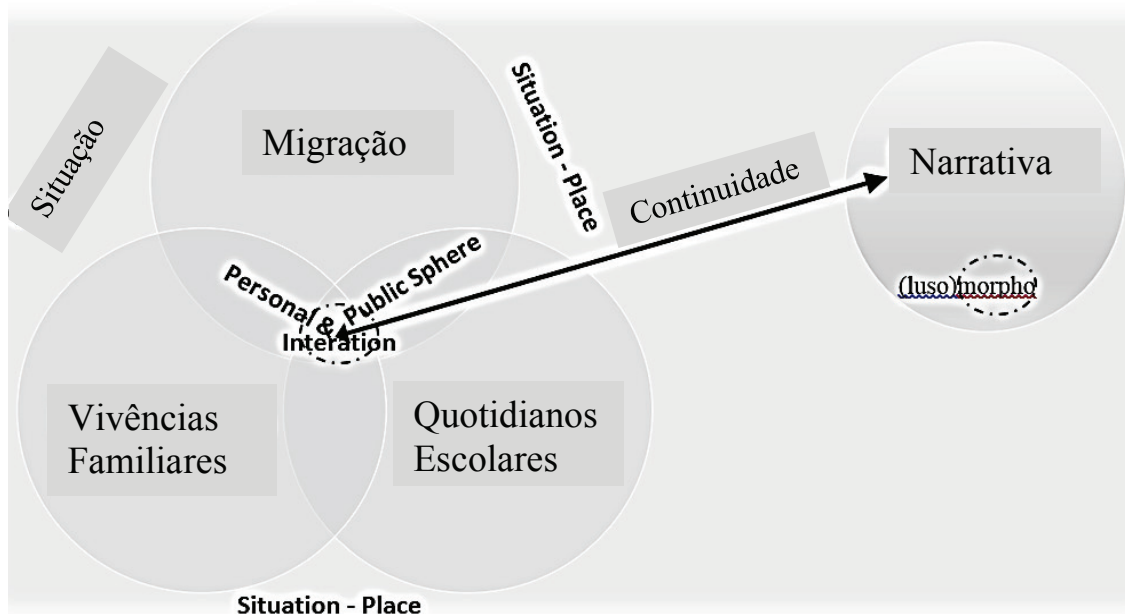 Situação
Migração
Situation - Place
Continuidade
Narrativa
(luso)morpho
Personal & Public Sphere
Interation
Vivências
Familiares
Quotidianos
Escolares
Situation - Place